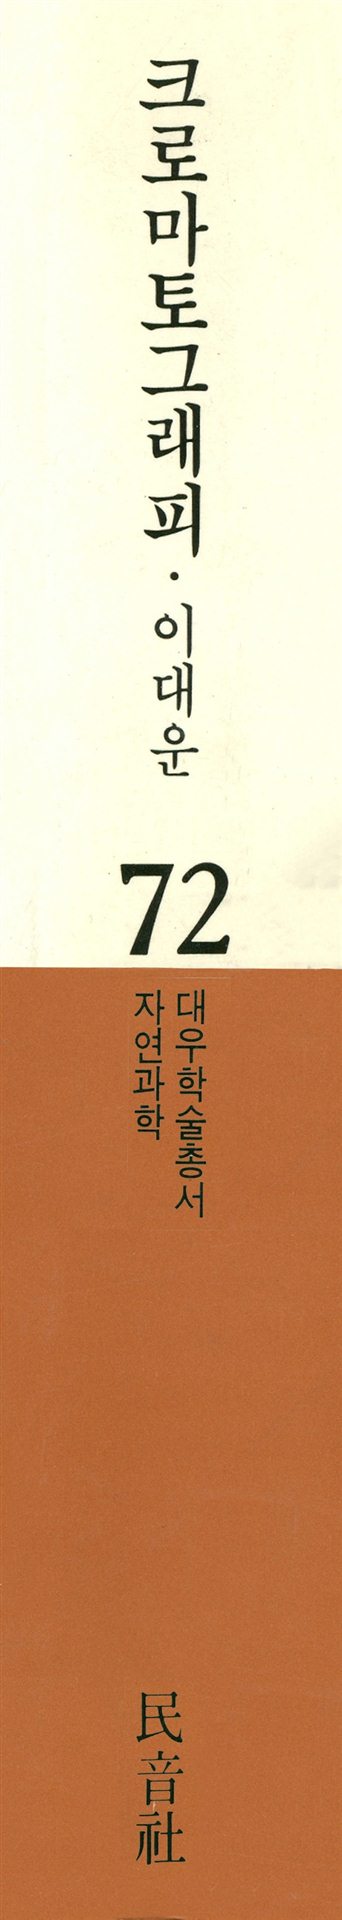 크로마토그래피 · 이대운
72
대우학술총서
자연과학
民音社